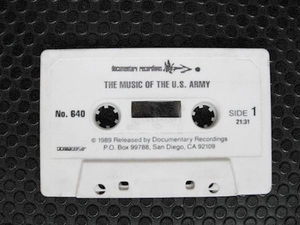 documentary recordings
THE MUSIC OF THE U.S. ARMY
No. 640
SIDE 1
21:31
© 1989 Released by Documentary Recordings
P.O. Box 99788, San Diego, CA 92109